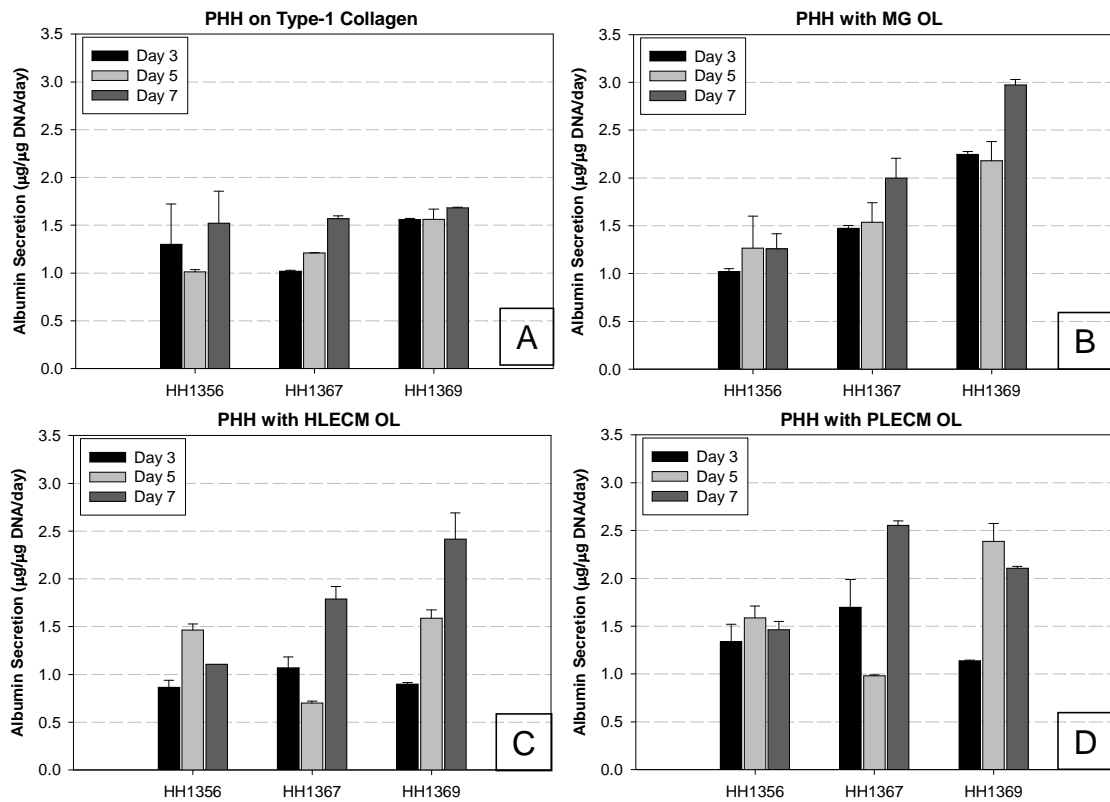 PHH on Type-1 Collagen
Albumin Secretion (µg/µg DNA/day)
3.5
3.0
2.5
2.0
1.5
1.0
0.5
0.0
Day 3
Day 5
Day 7
A
HH1356
HH1367
HH1369
PHH with MG OL
Albumin Secretion (µg/µg DNA/day)
3.5
3.0
2.5
2.0
1.5
1.0
0.5
0.0
Day 3
Day 5
Day 7
B
HH1356
HH1367
HH1369
PHH with HLECM OL
Albumin Secretion (µg/µg DNA/day)
3.5
3.0
2.5
2.0
1.5
1.0
0.5
0.0
Day 3
Day 5
Day 7
C
HH1356
HH1367
HH1369
PHH with PLECM OL
Albumin Secretion (µg/µg DNA/day)
3.5
3.0
2.5
2.0
1.5
1.0
0.5
0.0
Day 3
Day 5
Day 7
D
HH1356
HH1367
HH1369